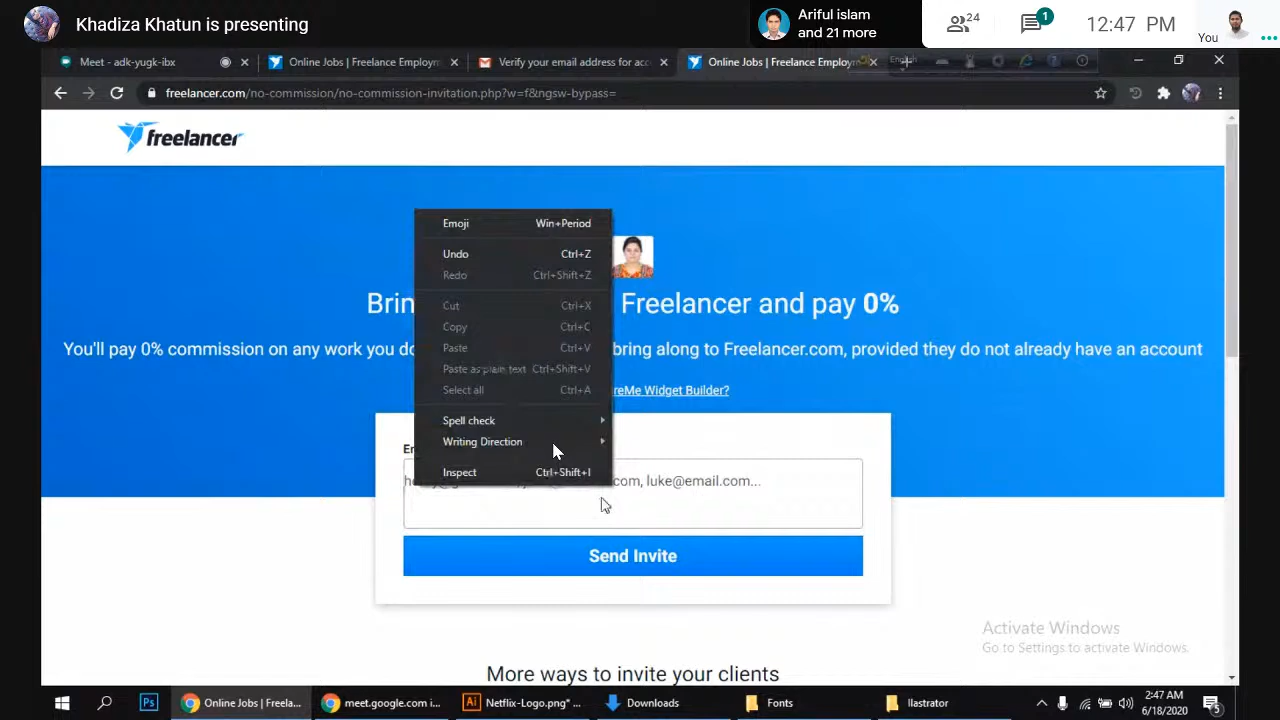 Khadiza Khatun is presenting
Ariful islam
and 21 more
24
1
12:47 PM
You
Meet - adk-yugk-ibx
Online Jobs | Freelance Employm
Verify your email address for acc
Online Jobs | Freelance Employm
English
freelancer.com/no-commission/no-commission-invitation.php?w=f&ngsw-bypass=
freelancer
Emoji Win+Period
Undo Ctrl+Z
Redo Ctrl+Shift+Z
Cut Ctrl+X
Copy Ctrl+C
Paste Ctrl+V
Paste as plain text Ctrl+Shift+V
Select all Ctrl+A
Spell check
Writing Direction
Inspect Ctrl+Shift+I
Brin Freelancer and pay 0%
You'll pay 0% commission on any work you do bring along to Freelancer.com, provided they do not already have an account
reMe Widget Builder?
com, luke@email.com...
Send Invite
More ways to invite your clients
Activate Windows
Go to Settings to activate Windows.
Ps
Online Jobs | Freela...
meet.google.com i...
Ai
Netflix-Logo.png* ...
Downloads
Fonts
llastrator
2:47 AM
6/18/2020
5